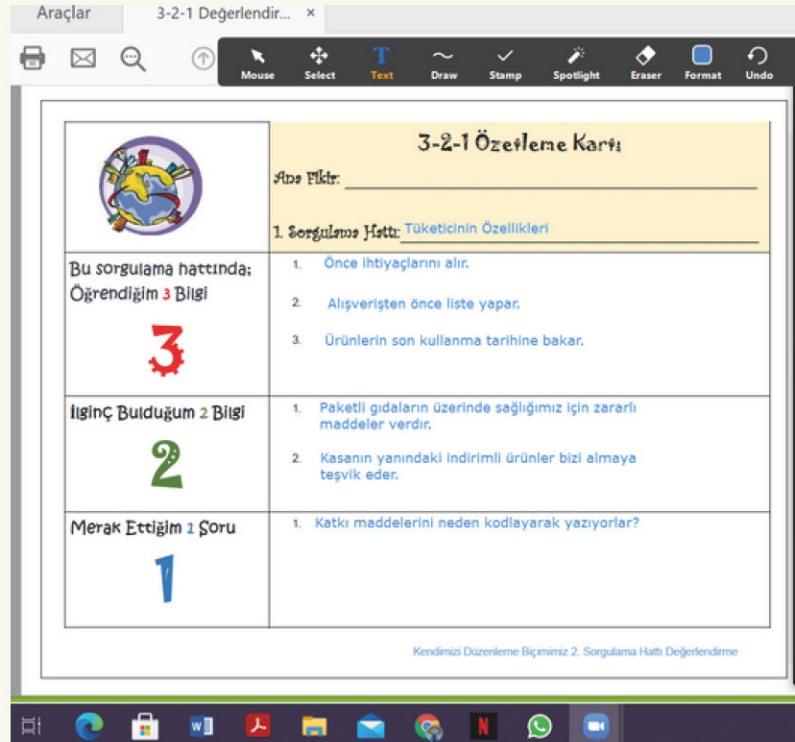 Araçlar
3-2-1 Değerlendir... ×
Mouse
Select
Text
Draw
Stamp
Spotlight
Eraser
Format
Undo
3-2-1 Özetleme Kartı
Ana Fikir:
1. Sorgulama Hattı: Tüketicinin Özellikleri
Bu sorgulama hattında;
Öğrendiğim 3 Bilgi
3
1. Önce ihtiyaçlarını alır.
2. Alışverişten önce liste yapar.
3. Ürünlerin son kullanma tarihine bakar.
İlginç Bulduğum 2 Bilgi
2
1. Paketli gıdaların üzerinde sağlığımız için zararlı
maddeler verdır.
2. Kasanın yanındaki indirimli ürünler bizi almaya
teşvik eder.
Merak Ettiğim 1 Soru
1
1. Katkı maddelerini neden kodlayarak yazıyorlar?
Kendimizi Düzenleme Biçimimiz 2. Sorgulama Hattı Değerlendirme